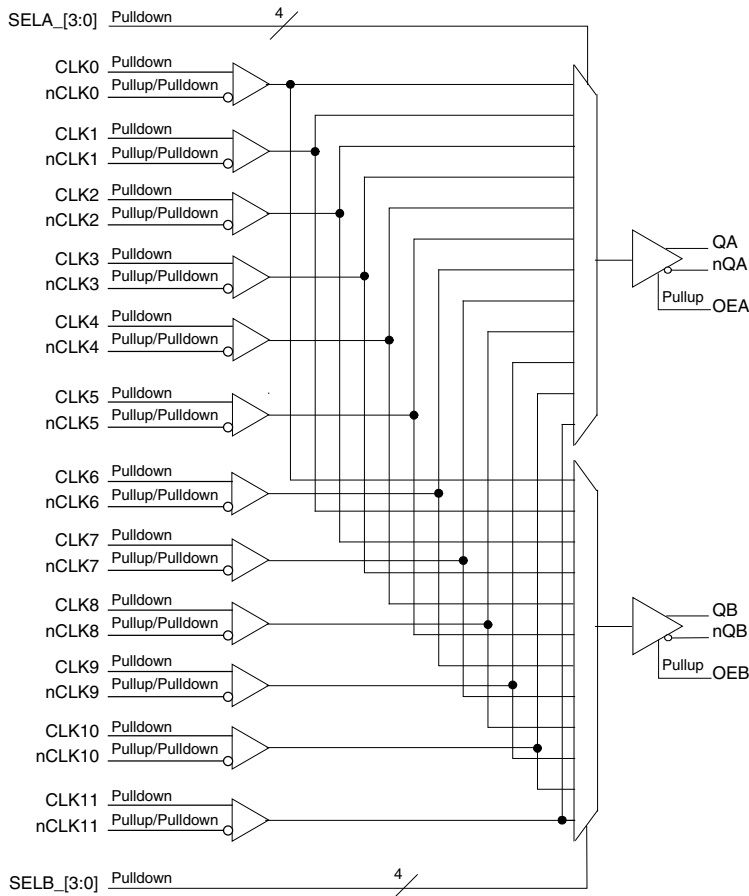 SELA_[3:0] Pulldown 4
CLK0 Pulldown
nCLK0 Pullup/Pulldown
CLK1 Pulldown
nCLK1 Pullup/Pulldown
CLK2 Pulldown
nCLK2 Pullup/Pulldown
CLK3 Pulldown
nCLK3 Pullup/Pulldown
CLK4 Pulldown
nCLK4 Pullup/Pulldown
CLK5 Pulldown
nCLK5 Pullup/Pulldown
CLK6 Pulldown
nCLK6 Pullup/Pulldown
CLK7 Pulldown
nCLK7 Pullup/Pulldown
CLK8 Pulldown
nCLK8 Pullup/Pulldown
CLK9 Pulldown
nCLK9 Pullup/Pulldown
CLK10 Pulldown
nCLK10 Pullup/Pulldown
CLK11 Pulldown
nCLK11 Pullup/Pulldown
SELB_[3:0] Pulldown 4
QA
nQA
Pullup OEA
QB
nQB
Pullup OEB